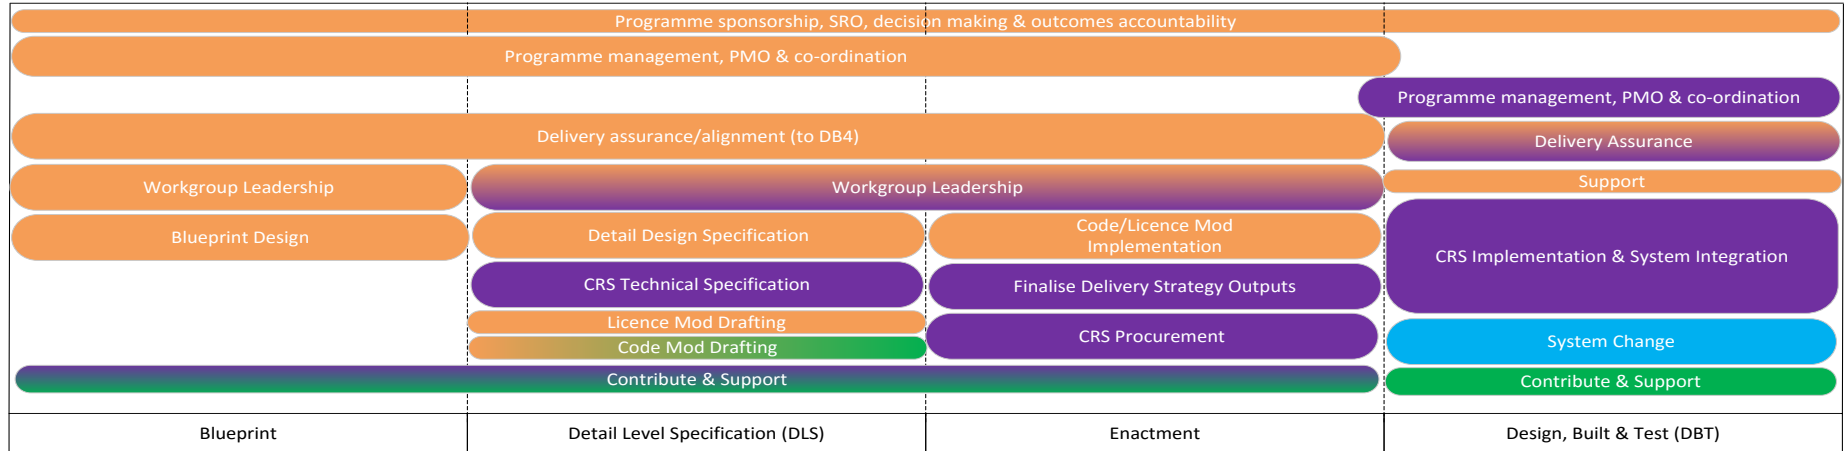 Programme sponsorship, SRO, decision making & outcomes accountability
Programme management, PMO & co-ordination
Programme management, PMO & co-ordination
Delivery assurance/alignment (to DB4)
Delivery Assurance
Workgroup Leadership
Workgroup Leadership
Support
Blueprint Design
Detail Design Specification
Code/Licence Mod
Implementation
CRS Implementation & System Integration
CRS Technical Specification
Finalise Delivery Strategy Outputs
Licence Mod Drafting
Code Mod Drafting
CRS Procurement
System Change
Contribute & Support
Contribute & Support
Blueprint
Detail Level Specification (DLS)
Enactment
Design, Built & Test (DBT)